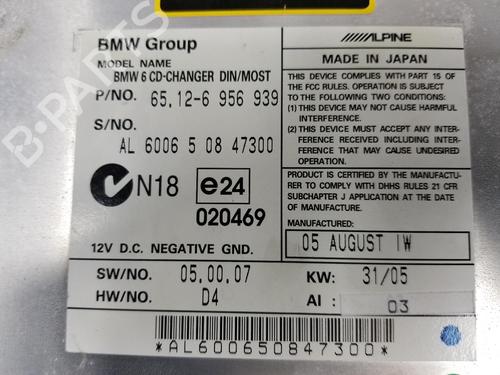 BMW Group
MODEL NAME
BMW 6 CD-CHANGER DIN/MOST
P/NO. 65.12-6 956 939
S/NO.
AL 6006 5 08 47300
N18
e24
020469
12V D.C. NEGATIVE GND.
SW/NO. 05.00.07
HW/NO. D4
ALPINE
MADE IN JAPAN
THIS DEVICE COMPLIES WITH PART 15 OF
THE FCC RULES. OPERATION IS SUBJECT
TO THE FOLLOWING TWO CONDITIONS:
(1) THIS DEVICE MAY NOT CAUSE HARMFUL
INTERFERENCE.
(2) THIS DEVICE MUST ACCEPT ANY INTER-
FERENCE RECEIVED INCLUDING INTER-
FERENCE THAT MAY CAUSE UNDESIRED
OPERATION.
PRODUCT IS CERTIFIED BY THE MANUFACTU-
RER TO COMPLY WITH DHHS RULES 21 CFR
SUBCHAPTER J APPLICATION AT THE DATE
OF MANUFACTURE.
MANUFACTURED:
05 AUGUST IW
KW: 31/05
AI: 03
*AL600650847300*
B-PARTS